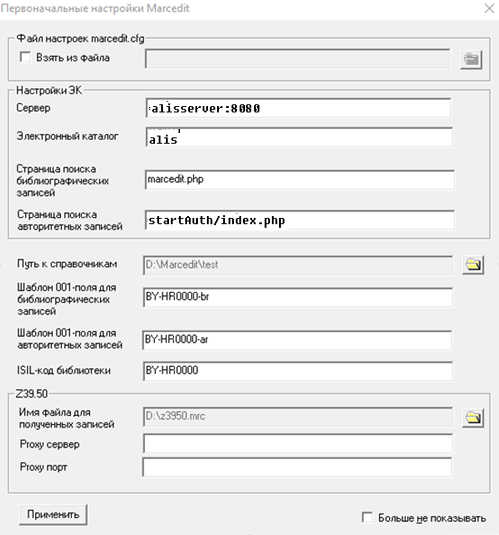 Первоначальные настройки Marcedit
Файл настроек marcedit.cfg
Взять из файла
Настройки ЭК
Сервер
alisserver:8080
Электронный каталог
alis
Страница поиска
библиографических
записей
marcedit.php
Страница поиска
авторитетных записей
startAuth/index.php
Путь к справочникам
D:\Marcedit\test
Шаблон 001-поля для
библиографических
записей
BY-HR0000-br
Шаблон 001-поля для
авторитетных записей
BY-HR0000-ar
ISIL-код библиотеки
BY-HR0000
Z39.50
Имя файла для
полученных записей
D:\z3950.mrc
Proxy сервер
Proxy порт
Применить
Больше не показывать